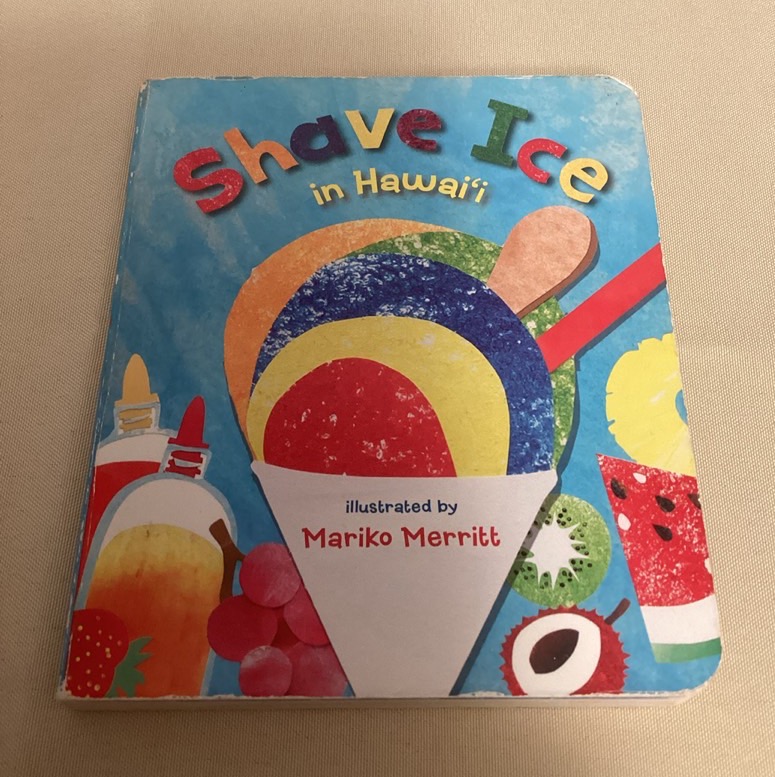 Shave Ice
in Hawaiʻi
illustrated by
Mariko Merritt